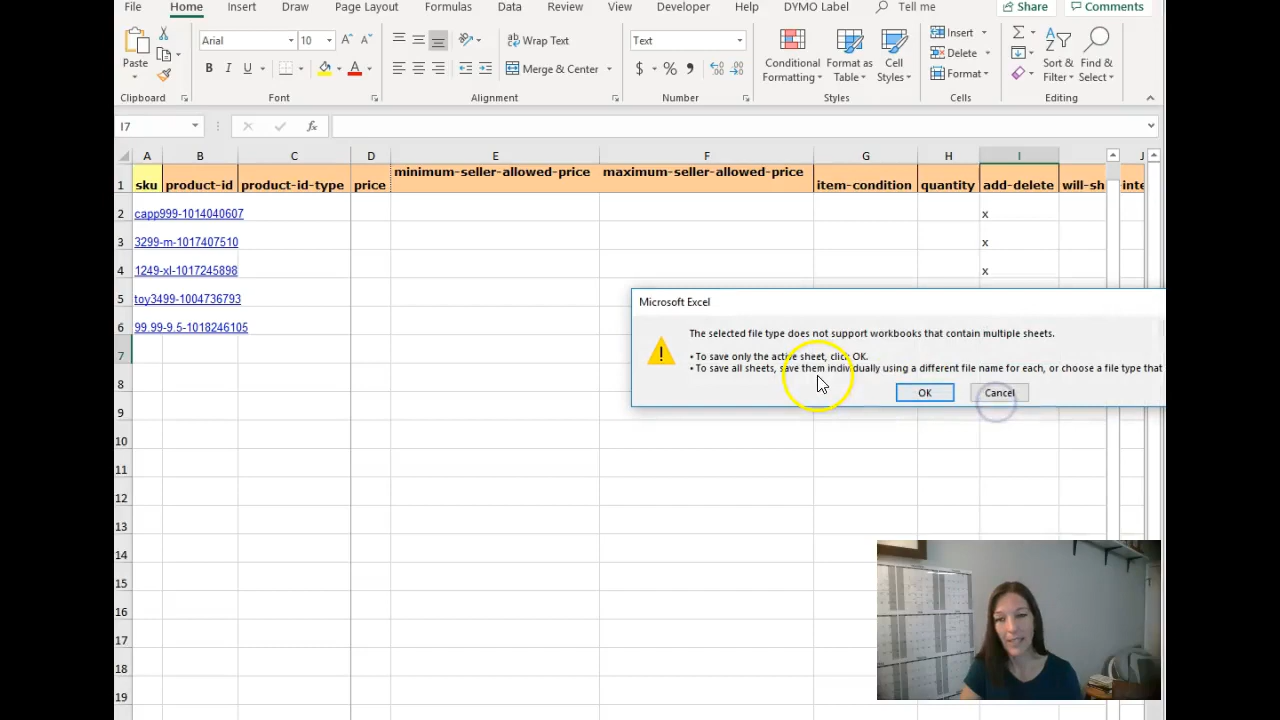 File Home Insert Draw Page Layout Formulas Data Review View Developer Help DYMO Label Tell me Share Comments
Arial 10 Wrap Text Text Insert
Paste B I U Merge & Center $ % Conditional Formatting Format as Table Cell Styles Delete Format Sort & Filter Find & Select
Clipboard Font Alignment Number Styles Cells Editing
I7 fx
A B C D E F G H I J
1 sku product-id product-id-type price minimum-seller-allowed-price maximum-seller-allowed-price item-condition quantity add-delete will-sh inte
2 capp999-1014040607 x
3 3299-m-1017407510 x
4 1249-xl-1017245898 x
5 toy3499-1004736793
6 99.99-9.5-1018246105
7
8
9
10
11
12
13
14
15
16
17
18
19
Microsoft Excel
The selected file type does not support workbooks that contain multiple sheets.
• To save only the active sheet, click OK.
• To save all sheets, save them individually using a different file name for each, or choose a file type that
OK Cancel